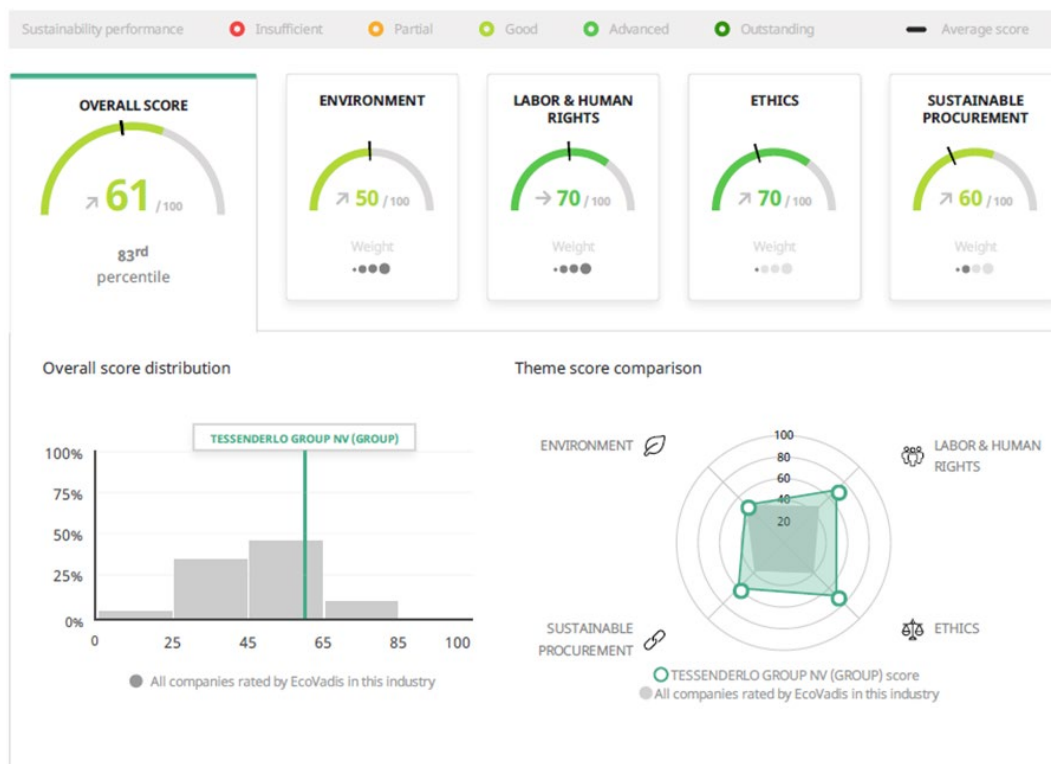 Sustainability performance Insufficient Partial Good Advanced Outstanding Average score
OVERALL SCORE
61 / 100
83rd
percentile
ENVIRONMENT
50 / 100
Weight
LABOR & HUMAN
RIGHTS
70 / 100
Weight
ETHICS
70 / 100
Weight
SUSTAINABLE
PROCUREMENT
60 / 100
Weight
Overall score distribution
TESSENDERLO GROUP NV (GROUP)
100%
75%
50%
25%
0%
0 25 45 65 85 100
All companies rated by EcoVadis in this industry
Theme score comparison
ENVIRONMENT
LABOR & HUMAN
RIGHTS
100
80
60
40
20
SUSTAINABLE
PROCUREMENT
ETHICS
TESSENDERLO GROUP NV (GROUP) score
All companies rated by EcoVadis in this industry